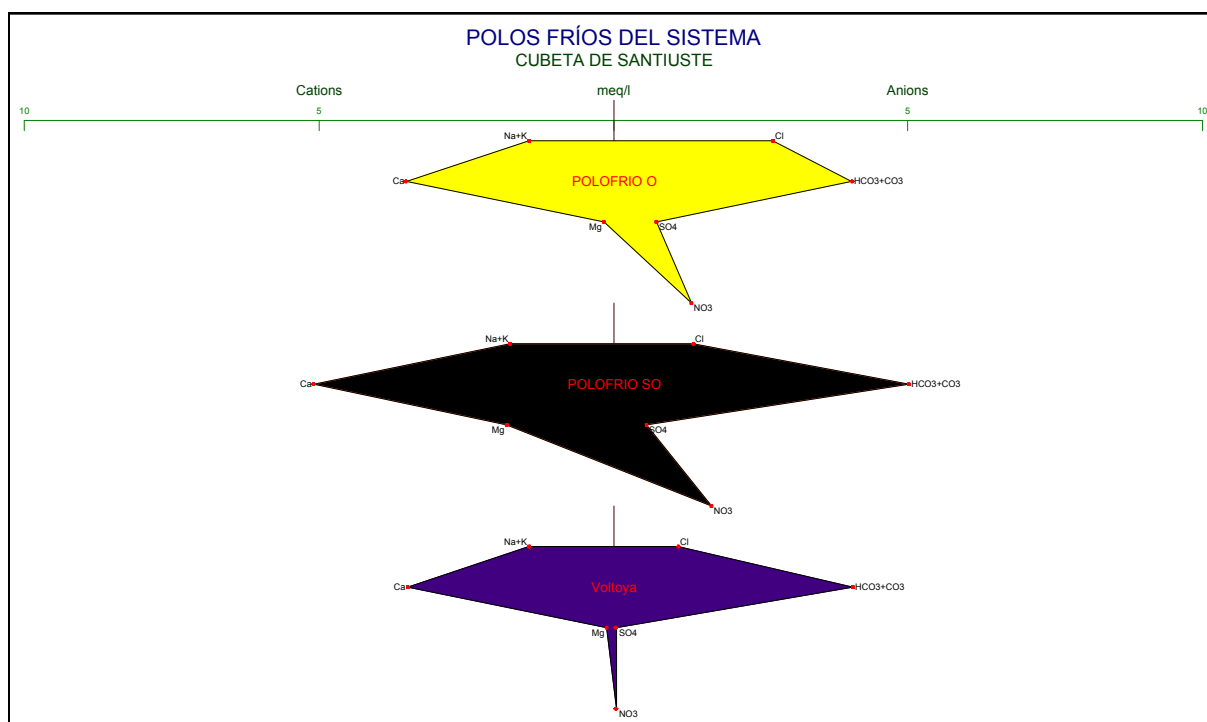 POLOS FRÍOS DEL SISTEMA
CUBETA DE SANTIUSTE
Cations meq/l Anions
10 5 5 10
Na+K Cl
Ca POLOFRIO O HCO3+CO3
Mg SO4
NO3
Na+K Cl
Ca POLOFRIO SO HCO3+CO3
Mg SO4
NO3
Na+K Cl
Ca Voltoya HCO3+CO3
Mg SO4
NO3